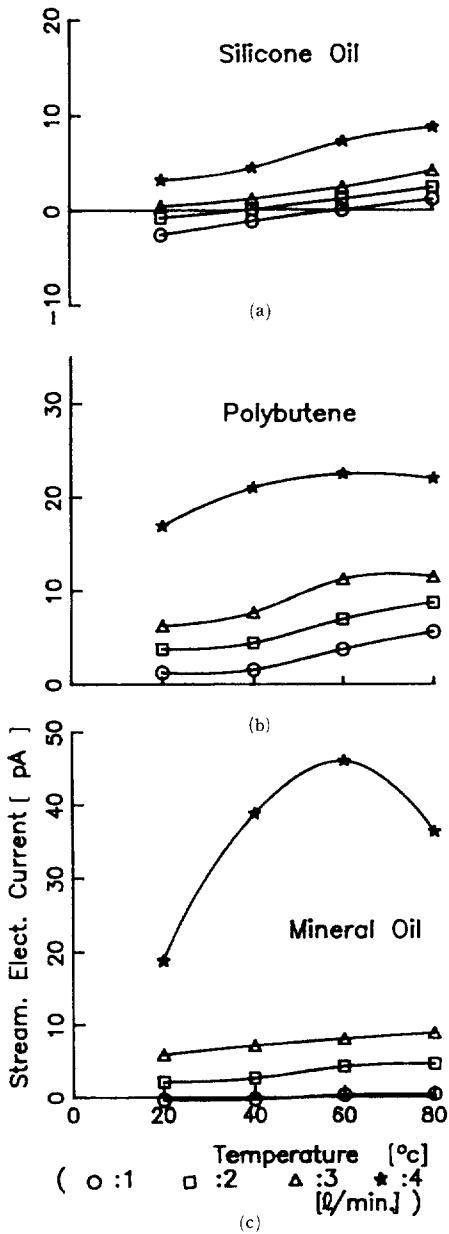 20
Silicone Oil
10
0
-10
(a)
30
Polybutene
20
10
0
(b)
50
40
30
Mineral Oil
20
10
0
Stream. Elect. Current [ pA ]
0 20 40 60 80
Temperature [°c]
( ○ :1 □ :2 △ :3 ★ :4
[ℓ/min.] )
(c)